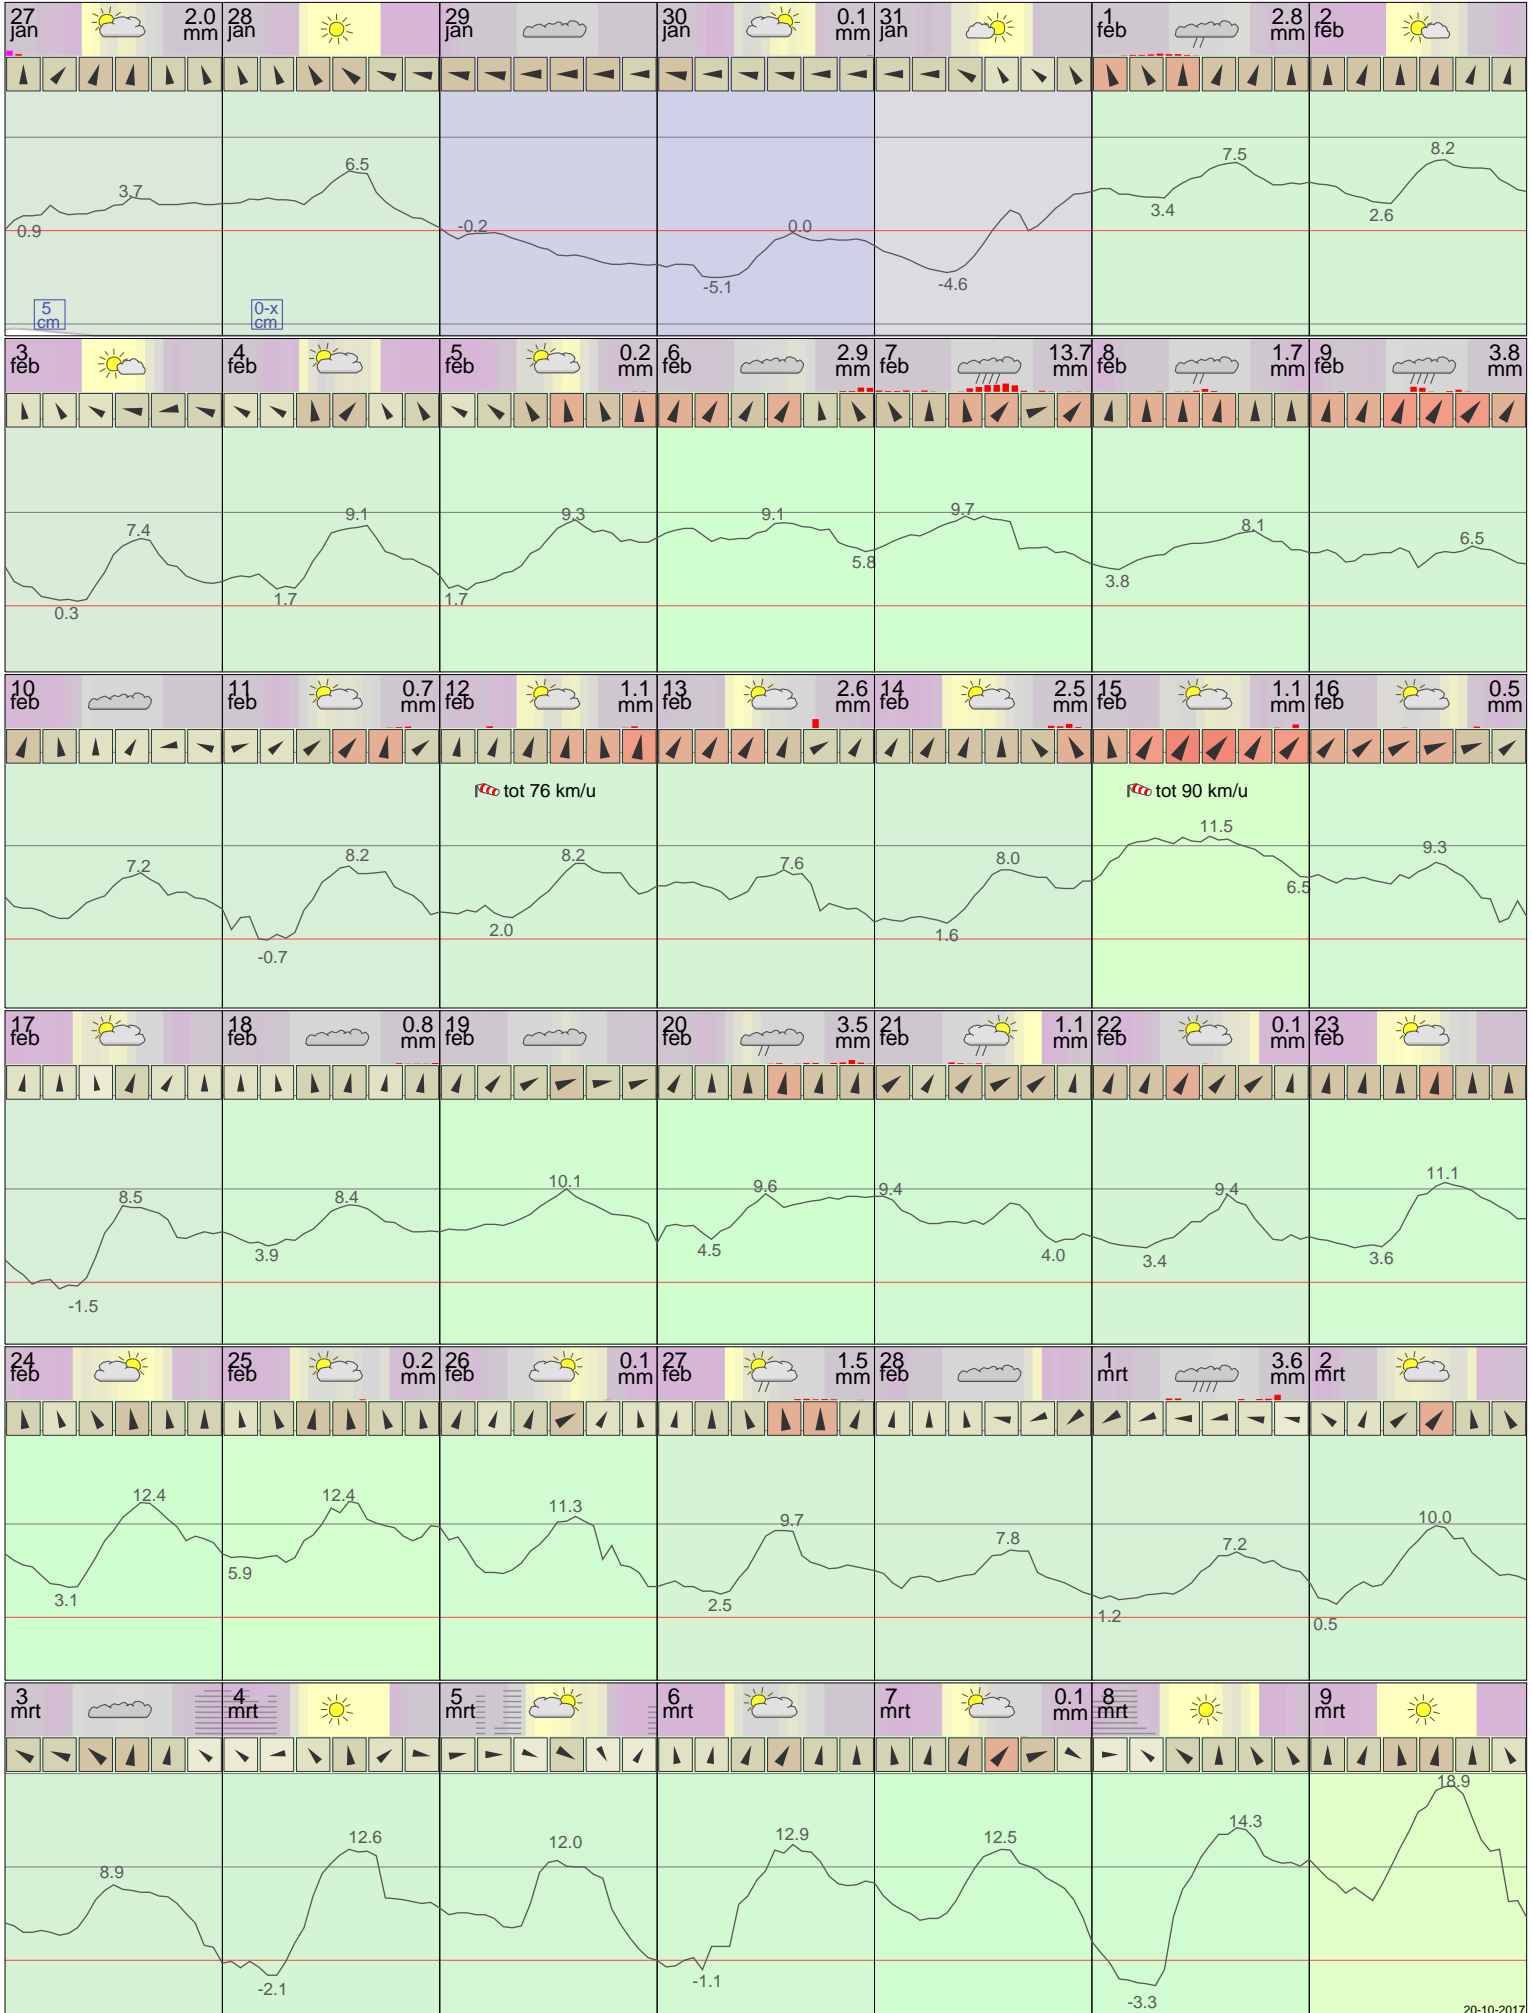 27 jan 2.0 mm
28 jan
29 jan
30 jan 0.1 mm
31 jan
1 feb 2.8 mm
2 feb
3.7
0.9
6.5
-0.2
0.0
-5.1
-4.6
7.5
3.4
8.2
2.6
5 cm
0-x cm
3 feb
4 feb
5 feb 0.2 mm
6 feb 2.9 mm
7 feb 13.7 mm
8 feb 1.7 mm
9 feb 3.8 mm
7.4
0.3
9.1
1.7
9.3
1.7
9.1
5.8
9.7
8.1
3.8
6.5
10 feb
11 feb 0.7 mm
12 feb 1.1 mm
13 feb 2.6 mm
14 feb 2.5 mm
15 feb 1.1 mm
16 feb 0.5 mm
tot 76 km/u
tot 90 km/u
7.2
8.2
-0.7
8.2
2.0
7.6
8.0
1.6
11.5
6.5
9.3
17 feb
18 feb 0.8 mm
19 feb
20 feb 3.5 mm
21 feb 1.1 mm
22 feb 0.1 mm
23 feb
8.5
-1.5
8.4
3.9
10.1
9.6
4.5
9.4
4.0
9.4
3.4
11.1
3.6
24 feb
25 feb 0.2 mm
26 feb 0.1 mm
27 feb 1.5 mm
28 feb
1 mrt 3.6 mm
2 mrt
12.4
3.1
12.4
5.9
11.3
9.7
2.5
7.8
7.2
1.2
10.0
0.5
3 mrt
4 mrt
5 mrt
6 mrt
7 mrt 0.1 mm
8 mrt
9 mrt
8.9
12.6
-2.1
12.0
12.9
-1.1
12.5
14.3
-3.3
18.9
20-10-2017